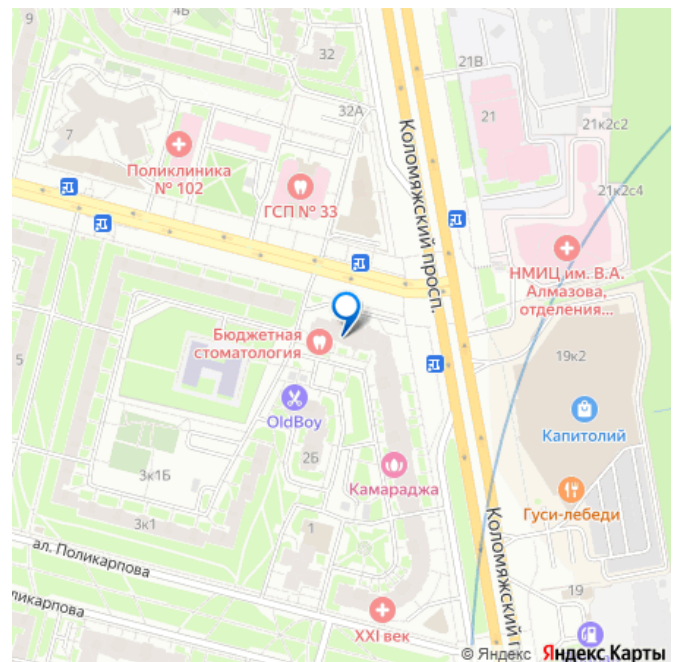 9
32
21В
32А
21
21к2с2
7
Поликлиника
№ 102
ГСП № 33
21к2с4
Коломяжский просп.
НМИЦ им. В.А.
Алмазова,
отделения...
Бюджетная
стоматология
19к2
5
OldBoy
Капитолий
2Б
3к1Б
Камараджа
Гуси-лебеди
3к1
1
Коломяжский п
ал. Поликарпова
ликарпова
19
XXI век
© Яндекс Яндекс Карты